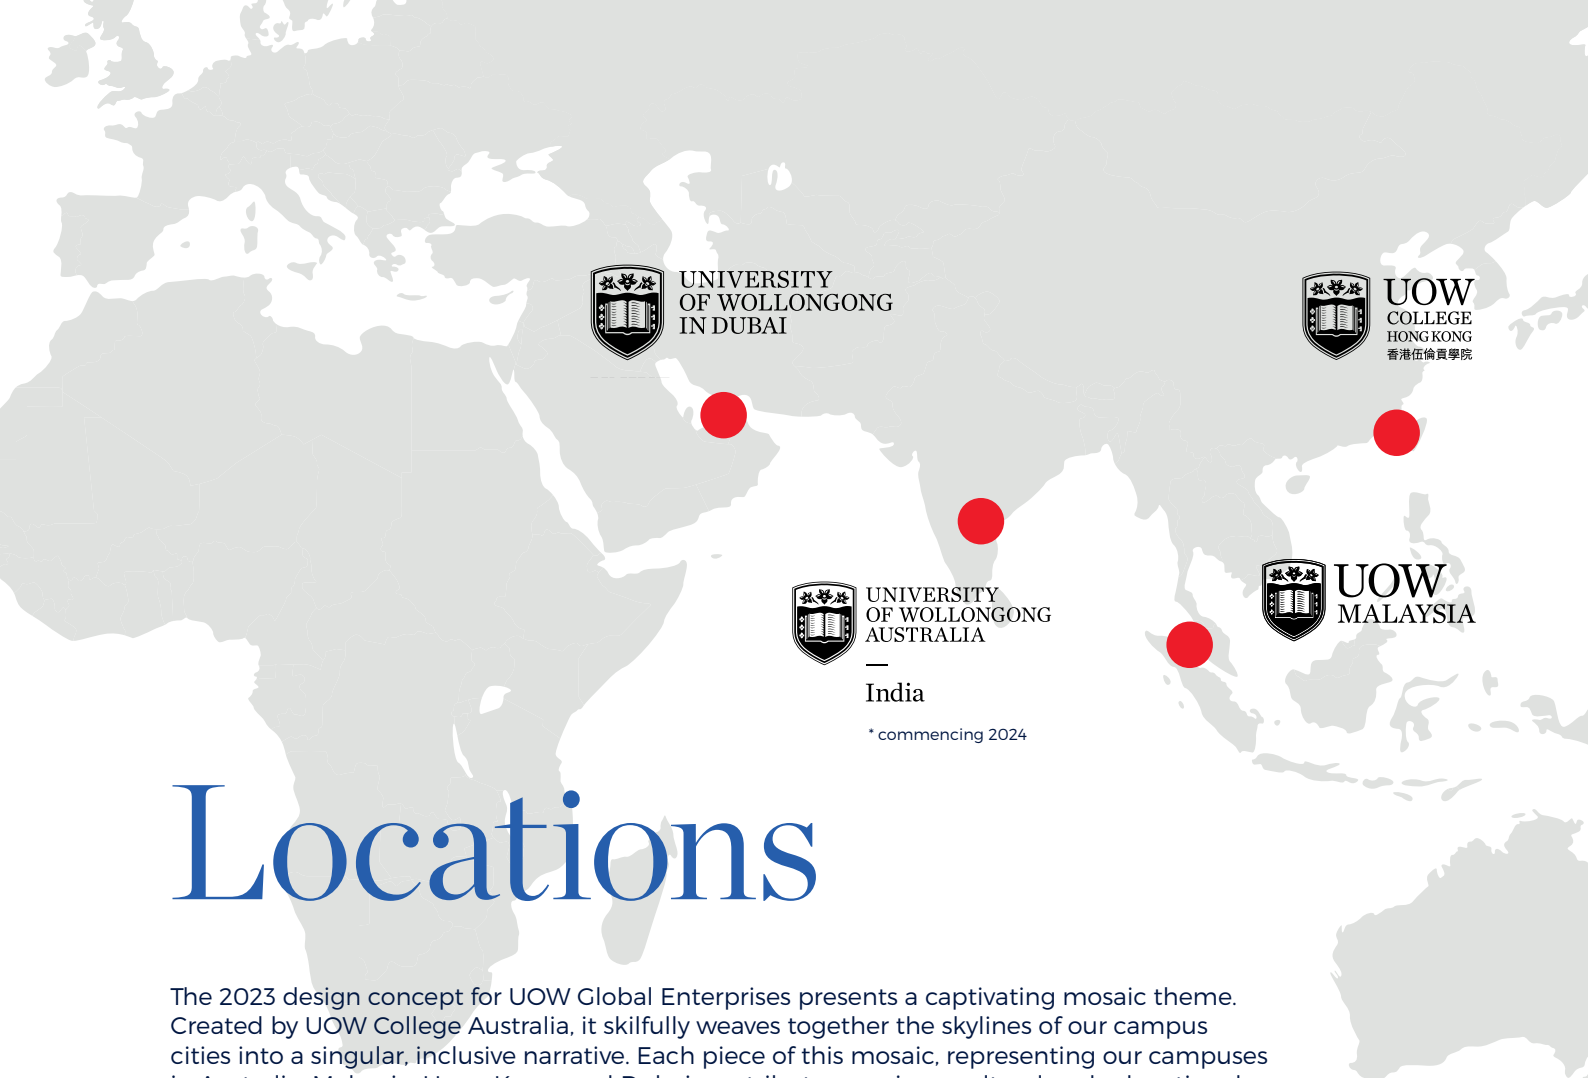 UNIVERSITY
OF WOLLONGONG
IN DUBAI
UOW
COLLEGE
HONG KONG
香港伍倫貢學院
UOW
MALAYSIA
UNIVERSITY
OF WOLLONGONG
AUSTRALIA
India
* commencing 2024
Locations
The 2023 design concept for UOW Global Enterprises presents a captivating mosaic theme.
Created by UOW College Australia, it skilfully weaves together the skylines of our campus
cities into a singular, inclusive narrative. Each piece of this mosaic, representing our campuses